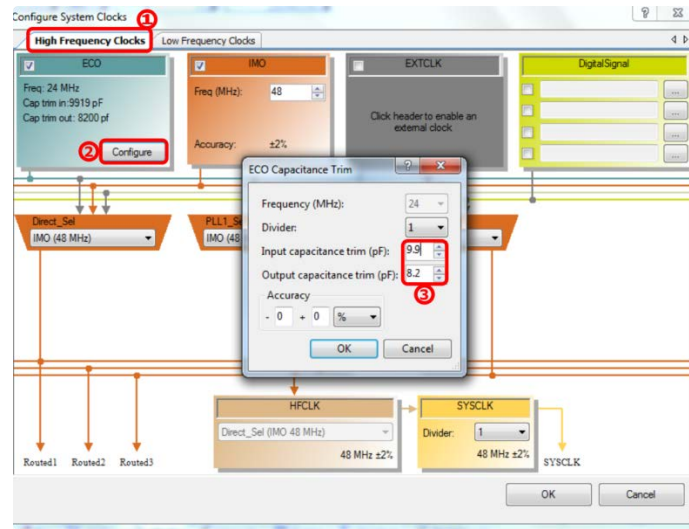 Configure System Clocks
①
High Frequency Clocks
Low Frequency Clocks
ECO
Freq: 24 MHz
Cap trim in:9919 pF
Cap trim out: 8200 pf
② Configure
IMO
Freq (MHz): 48
Accuracy: ±2%
EXTCLK
Click header to enable an
external clock
DigitalSignal
...
...
...
...
ECO Capacitance Trim
Frequency (MHz): 24
Divider: 1
Input capacitance trim (pF): 9.9
Output capacitance trim (pF): 8.2
③
Accuracy
- 0 + 0 %
OK Cancel
Direct_Sel
IMO (48 MHz)
PLL1_Se
IMO (48
HFCLK
Direct_Sel (IMO 48 MHz)
48 MHz ±2%
SYSCLK
Divider: 1
48 MHz ±2%
Routed1 Routed2 Routed3
SYSCLK
OK Cancel